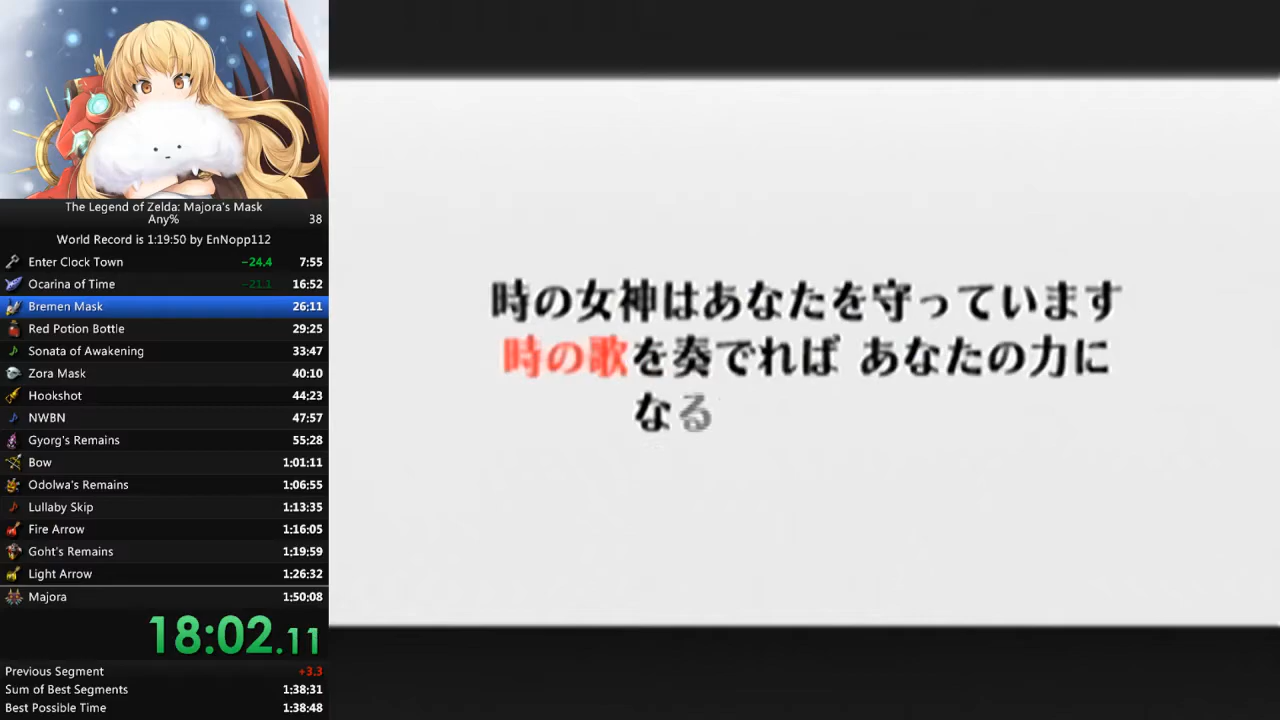 The Legend of Zelda: Majora's Mask
Any% 38
World Record is 1:19:50 by EnNopp112
Enter Clock Town -24.4 7:55
Ocarina of Time -21.1 16:52
Bremen Mask 26:11
Red Potion Bottle 29:25
Sonata of Awakening 33:47
Zora Mask 40:10
Hookshot 44:23
NWBN 47:57
Gyorg's Remains 55:28
Bow 1:01:11
Odolwa's Remains 1:06:55
Lullaby Skip 1:13:35
Fire Arrow 1:16:05
Goht's Remains 1:19:59
Light Arrow 1:26:32
Majora 1:50:08
18:02.11
Previous Segment +3.3
Sum of Best Segments 1:38:31
Best Possible Time 1:38:48
時の女神はあなたを守っています
時の歌を奏でれば あなたの力に
なる